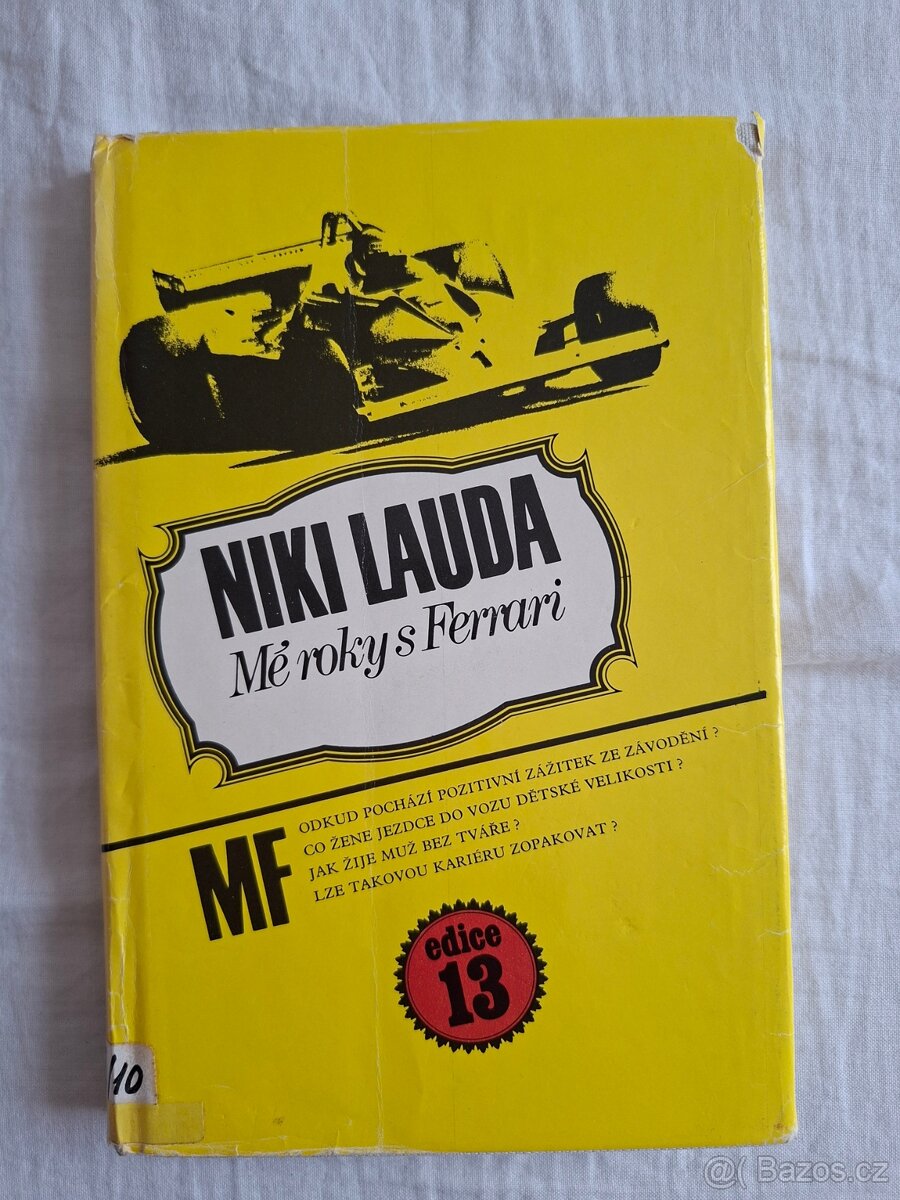 NIKI LAUDA
Mé roky s Ferrari
ODKUD POCHÁZÍ POZITIVNÍ ZÁŽITEK ZE ZÁVODĚNÍ ?
CO ŽENE JEZDCE DO VOZU DĚTSKÉ VELIKOSTI ?
JAK ŽIJE MUŽ BEZ TVÁŘE ?
LZE TAKOVOU KARIÉRU ZOPAKOVAT ?
MF
edice
13
/10
@( Bazos.cz